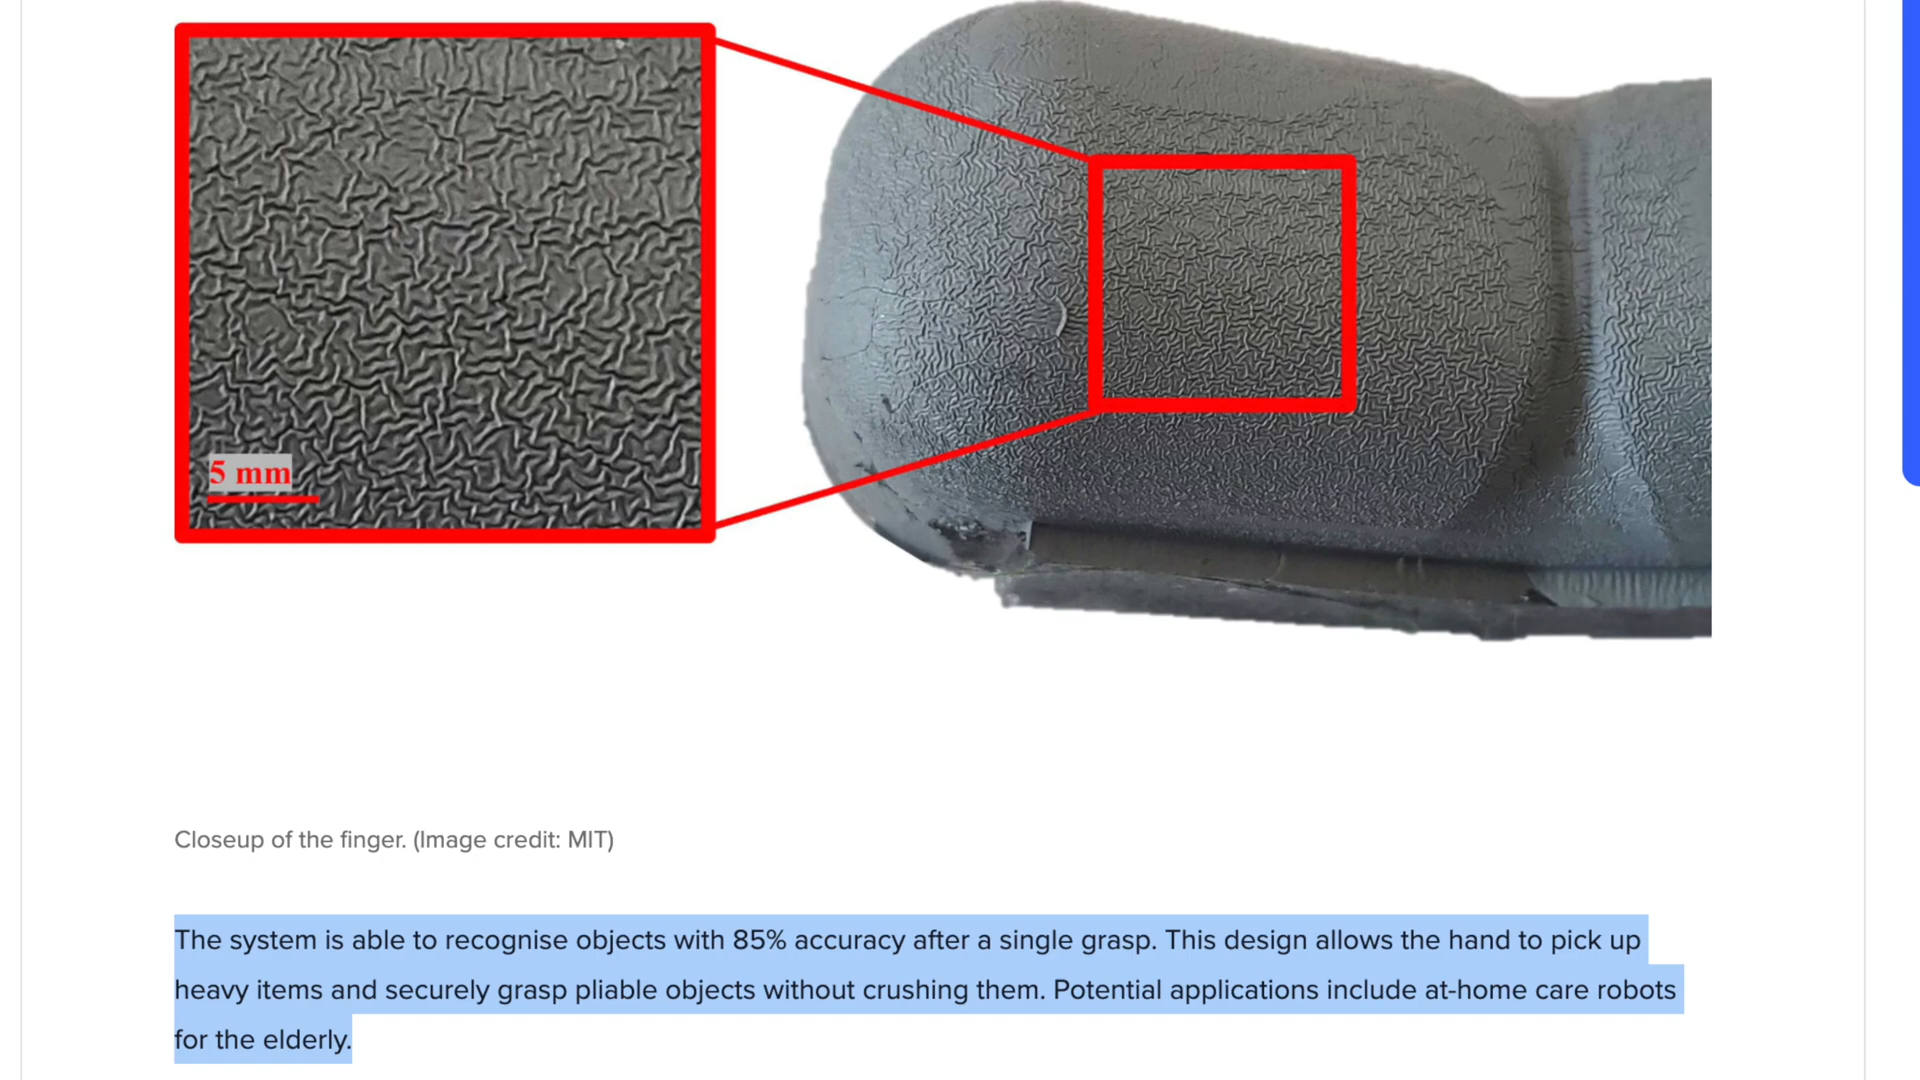 5 mm
Closeup of the finger. (Image credit: MIT)
The system is able to recognise objects with 85% accuracy after a single grasp. This design allows the hand to pick up
heavy items and securely grasp pliable objects without crushing them. Potential applications include at-home care robots
for the elderly.